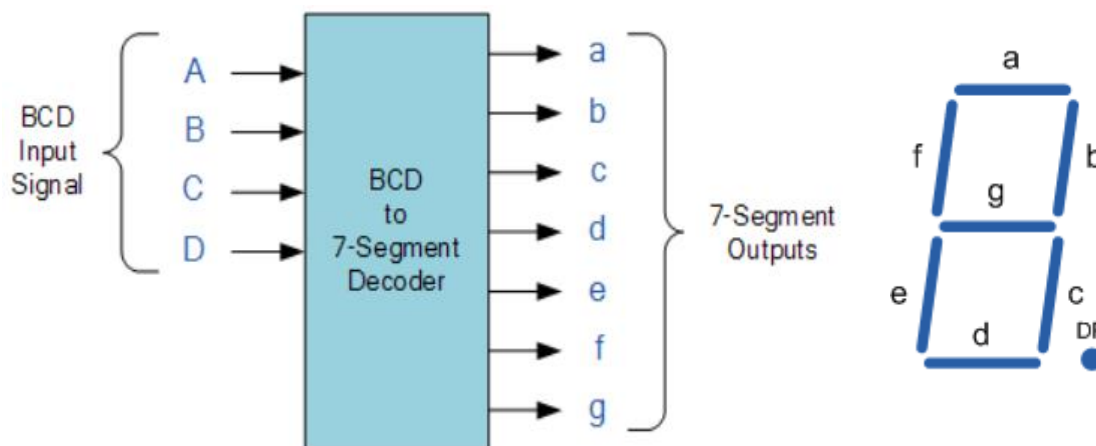 BCD
Input
Signal
A
B
C
D
BCD
to
7-Segment
Decoder
a
b
c
d
e
f
g
7-Segment
Outputs
a
f
b
g
e
c
d